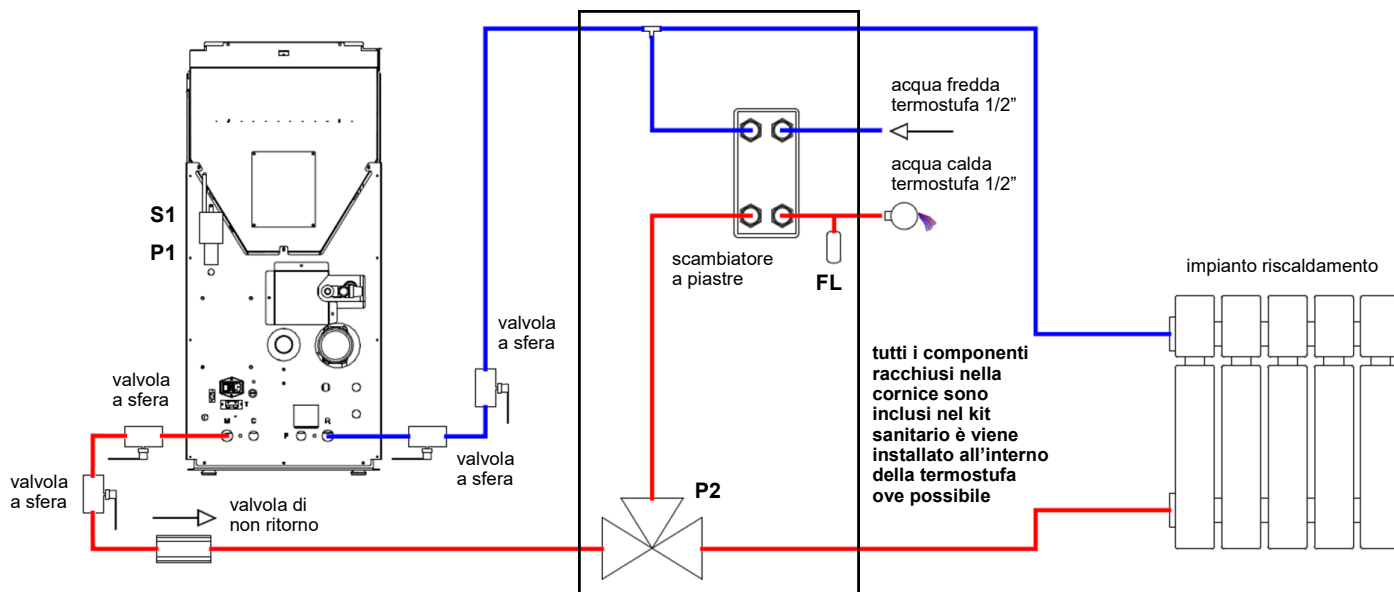 acqua fredda
termostufa 1/2”
acqua calda
termostufa 1/2”
S1
P1
scambiatore
a piastre
FL
impianto riscaldamento
valvola
a sfera
tutti i componenti
racchiusi nella
cornice sono
inclusi nel kit
sanitario è viene
installato all’interno
della termostufa
ove possibile
valvola
a sfera
T
M C F R
valvola
a sfera
valvola
a sfera
P2
valvola di
non ritorno